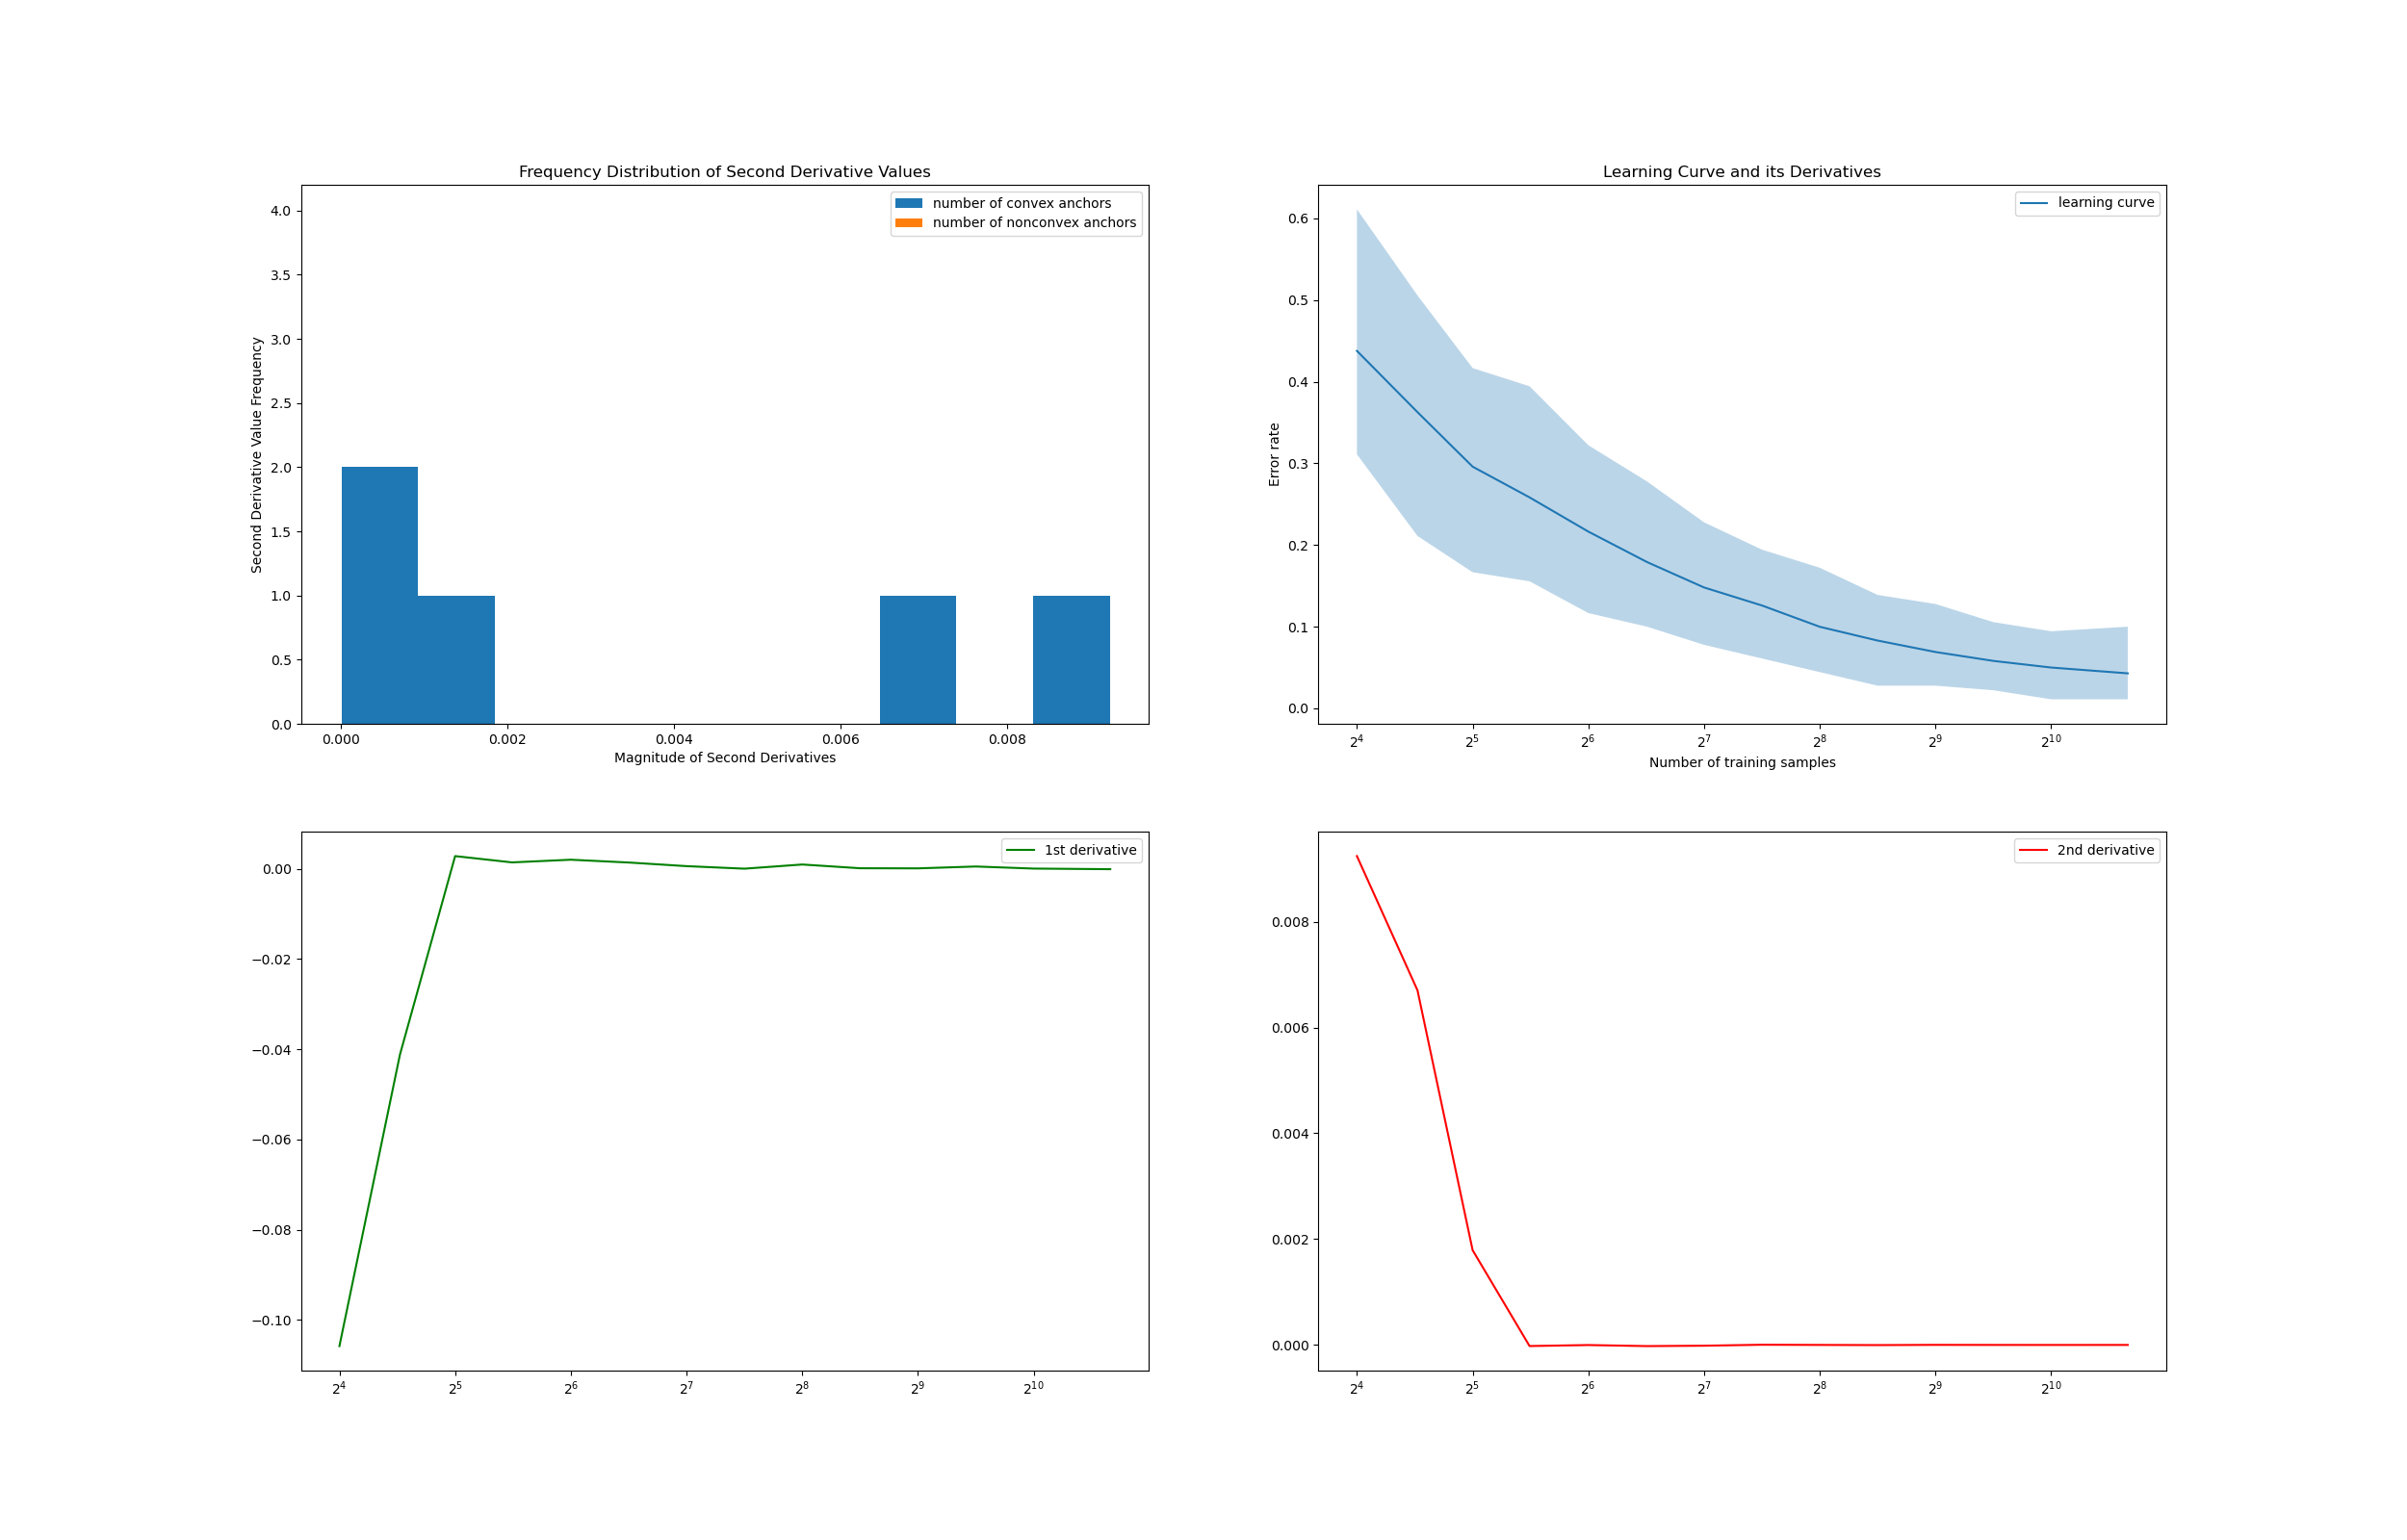 Frequency Distribution of Second Derivative Values
number of convex anchors
number of nonconvex anchors
4.0
3.5
3.0
2.5
2.0
1.5
1.0
0.5
0.0
Second Derivative Value Frequency
0.000 0.002 0.004 0.006 0.008
Magnitude of Second Derivatives
Learning Curve and its Derivatives
learning curve
0.6
0.5
0.4
0.3
0.2
0.1
0.0
Error rate
2⁴ 2⁵ 2⁶ 2⁷ 2⁸ 2⁹ 2¹⁰
Number of training samples
1st derivative
0.00
−0.02
−0.04
−0.06
−0.08
−0.10
2⁴ 2⁵ 2⁶ 2⁷ 2⁸ 2⁹ 2¹⁰
2nd derivative
0.008
0.006
0.004
0.002
0.000
2⁴ 2⁵ 2⁶ 2⁷ 2⁸ 2⁹ 2¹⁰